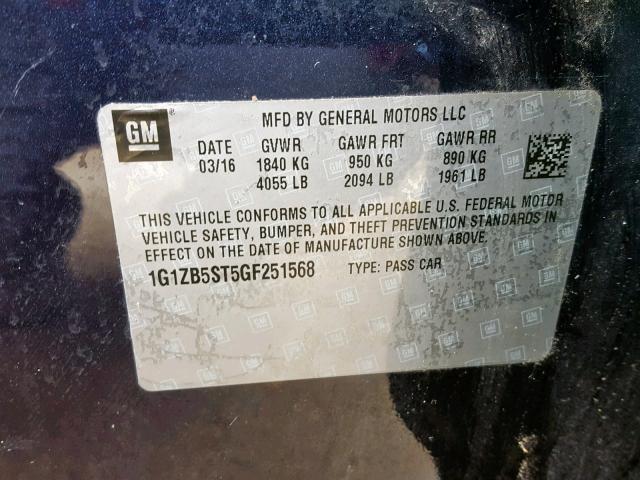 GM ®
MFD BY GENERAL MOTORS LLC
DATE GVWR GAWR FRT GAWR RR
03/16 1840 KG 950 KG 890 KG
4055 LB 2094 LB 1961 LB
THIS VEHICLE CONFORMS TO ALL APPLICABLE U.S. FEDERAL MOTOR
VEHICLE SAFETY, BUMPER, AND THEFT PREVENTION STANDARDS IN
EFFECT ON THE DATE OF MANUFACTURE SHOWN ABOVE.
1G1ZB5ST5GF251568 TYPE: PASS CAR